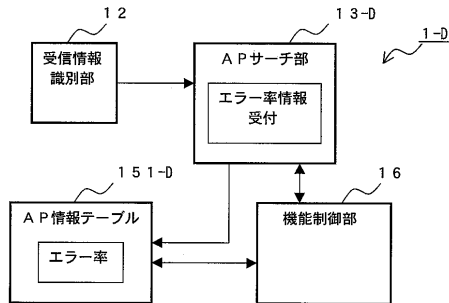 12
13-D
1-D
受信情報
識別部
APサーチ部
エラー率情報
受付
151-D
16
AP情報テーブル
エラー率
機能制御部